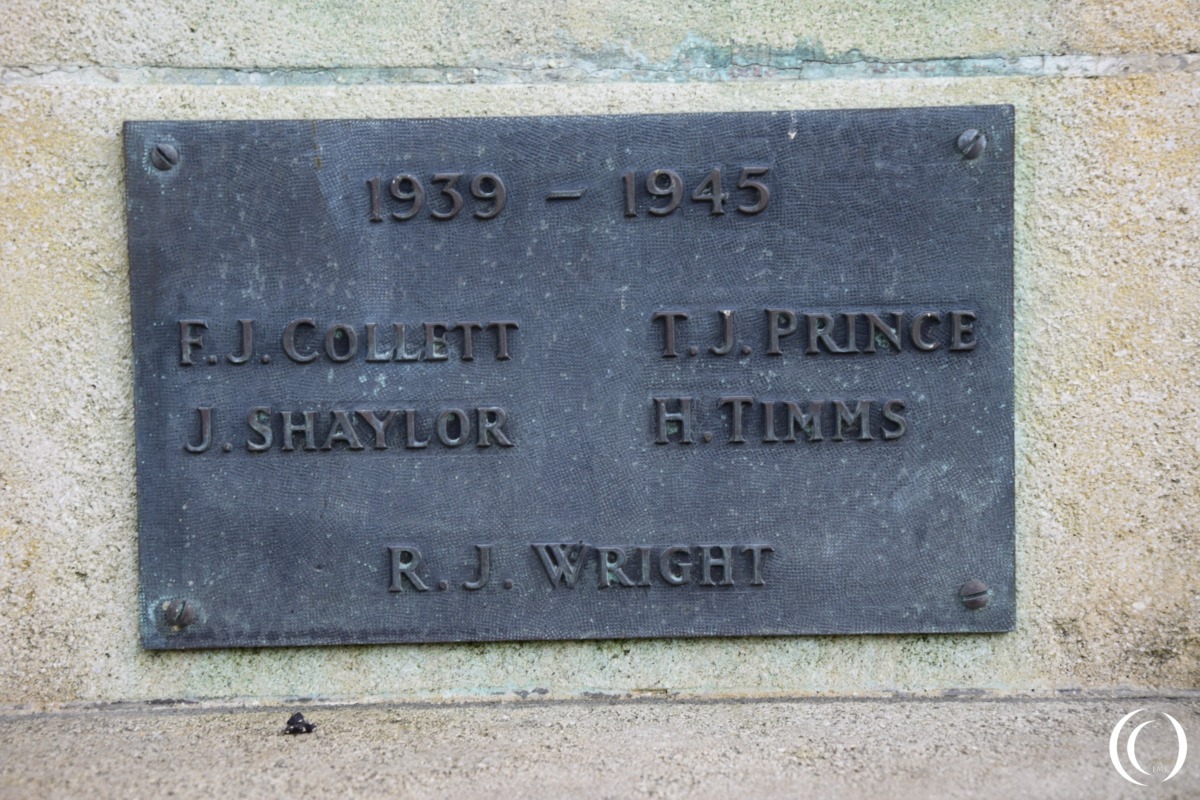 1939 – 1945
F. J. COLLETT
T. J. PRINCE
J. SHAYLOR
H. TIMMS
R. J. WRIGHT